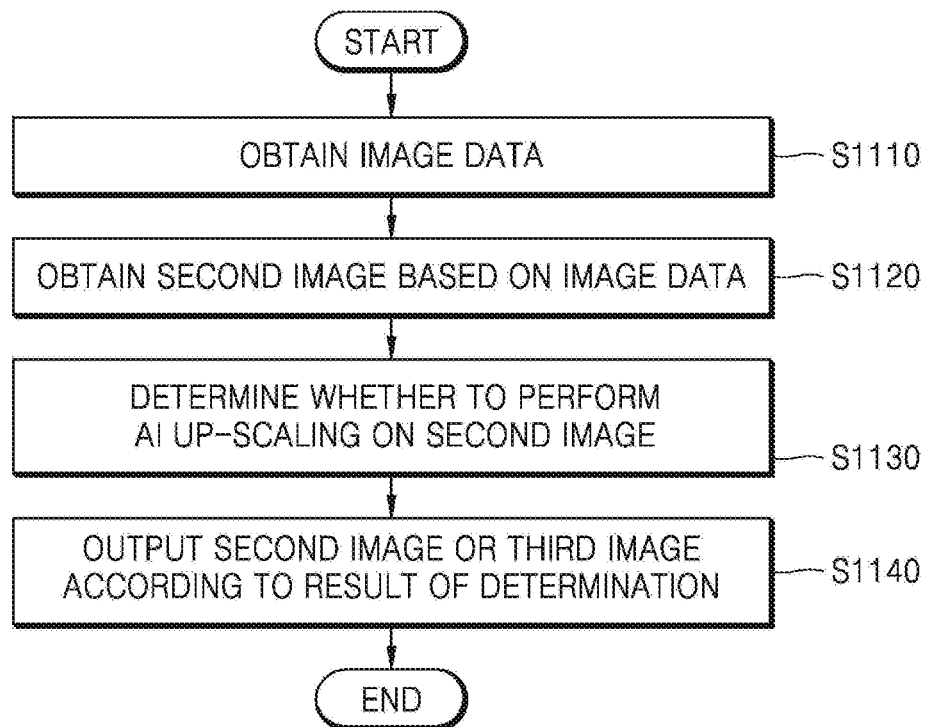 START
OBTAIN IMAGE DATA
S1110
OBTAIN SECOND IMAGE BASED ON IMAGE DATA
S1120
DETERMINE WHETHER TO PERFORM
AI UP-SCALING ON SECOND IMAGE
S1130
OUTPUT SECOND IMAGE OR THIRD IMAGE
ACCORDING TO RESULT OF DETERMINATION
S1140
END